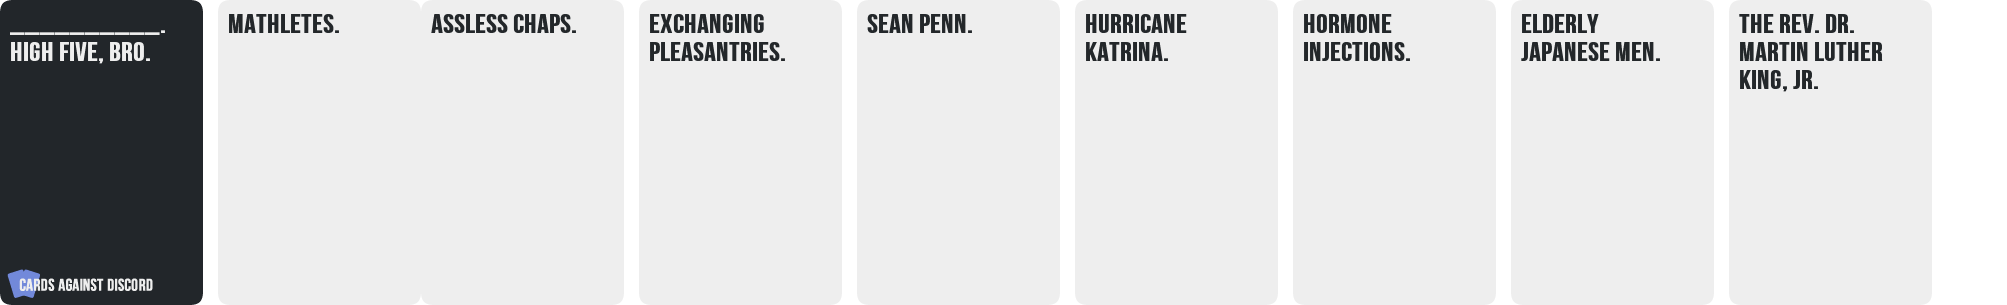 __________.
HIGH FIVE, BRO.
CARDS AGAINST DISCORD
MATHLETES.
ASSLESS CHAPS.
EXCHANGING
PLEASANTRIES.
SEAN PENN.
HURRICANE
KATRINA.
HORMONE
INJECTIONS.
ELDERLY
JAPANESE MEN.
THE REV. DR.
MARTIN LUTHER
KING, JR.